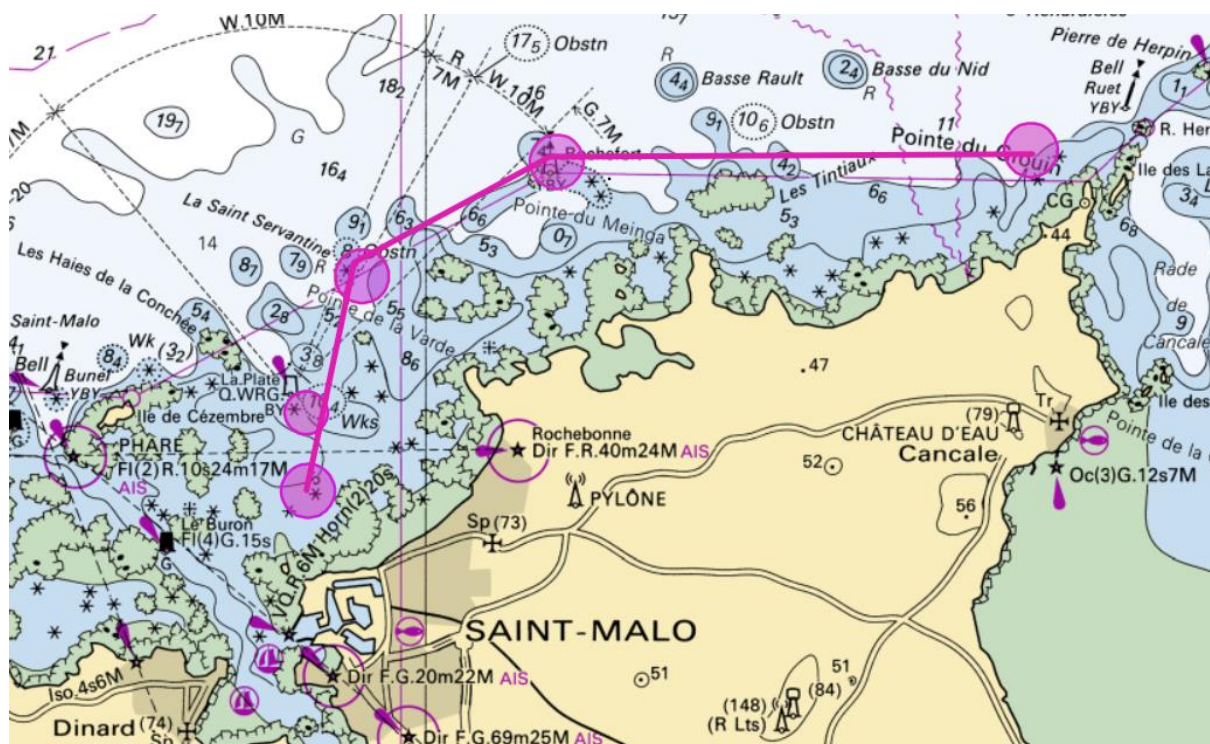 21
W.10M
R
7M
W.10M
16
17₅ Obstn
18₂
G.7M
4₄ Basse Rault
R
2₄ Basse du Nid
R
Pierre de Herpin
Bell
Ruet
YBY
1₁
19₇
G
9₁
10₆ Obstn
11
Pointe du Grouin
R. Her
Rochefort
YBY
4₂
Les Tintiaux
6₆
5₃
Ile des La
3₄
CG
44
6₈
16₄
La Saint Servantine
9₁
6₃
6₆
5₃
0₇
Pointe du Meinga
14
8₁
7₉
R
Obstn
Les Haies de la Conchée
5₄
2₈
Pointe de la Varde
5₅
8₆
Rade
de
9
Cancale
Saint-Malo
4₁
Bell
Bunel
YBY
8₄
Wk (3₂)
3₈
La Plate
Q.WRG
BY
Wks
Ile de Cézembre
47
Tr
Ile des
(79)
CHÂTEAU D'EAU
Cancale
Pointe de la
PHARE
Fl(2)R.10s24m17M
AIS
Rochebonne
Dir F.R.40m24M AIS
52
Oc(3)G.12s7M
PYLÔNE
56
Le Buron
Fl(4)G.15s
G
Sp (73)
V.Q.R.6M Horn(2)20s
SAINT-MALO
Iso.4s6M
Dir F.G.20m22M AIS
51
51
(84)
(148)
(R Lts)
Dinard (74)
Sp
Dir F.G.69m25M AIS